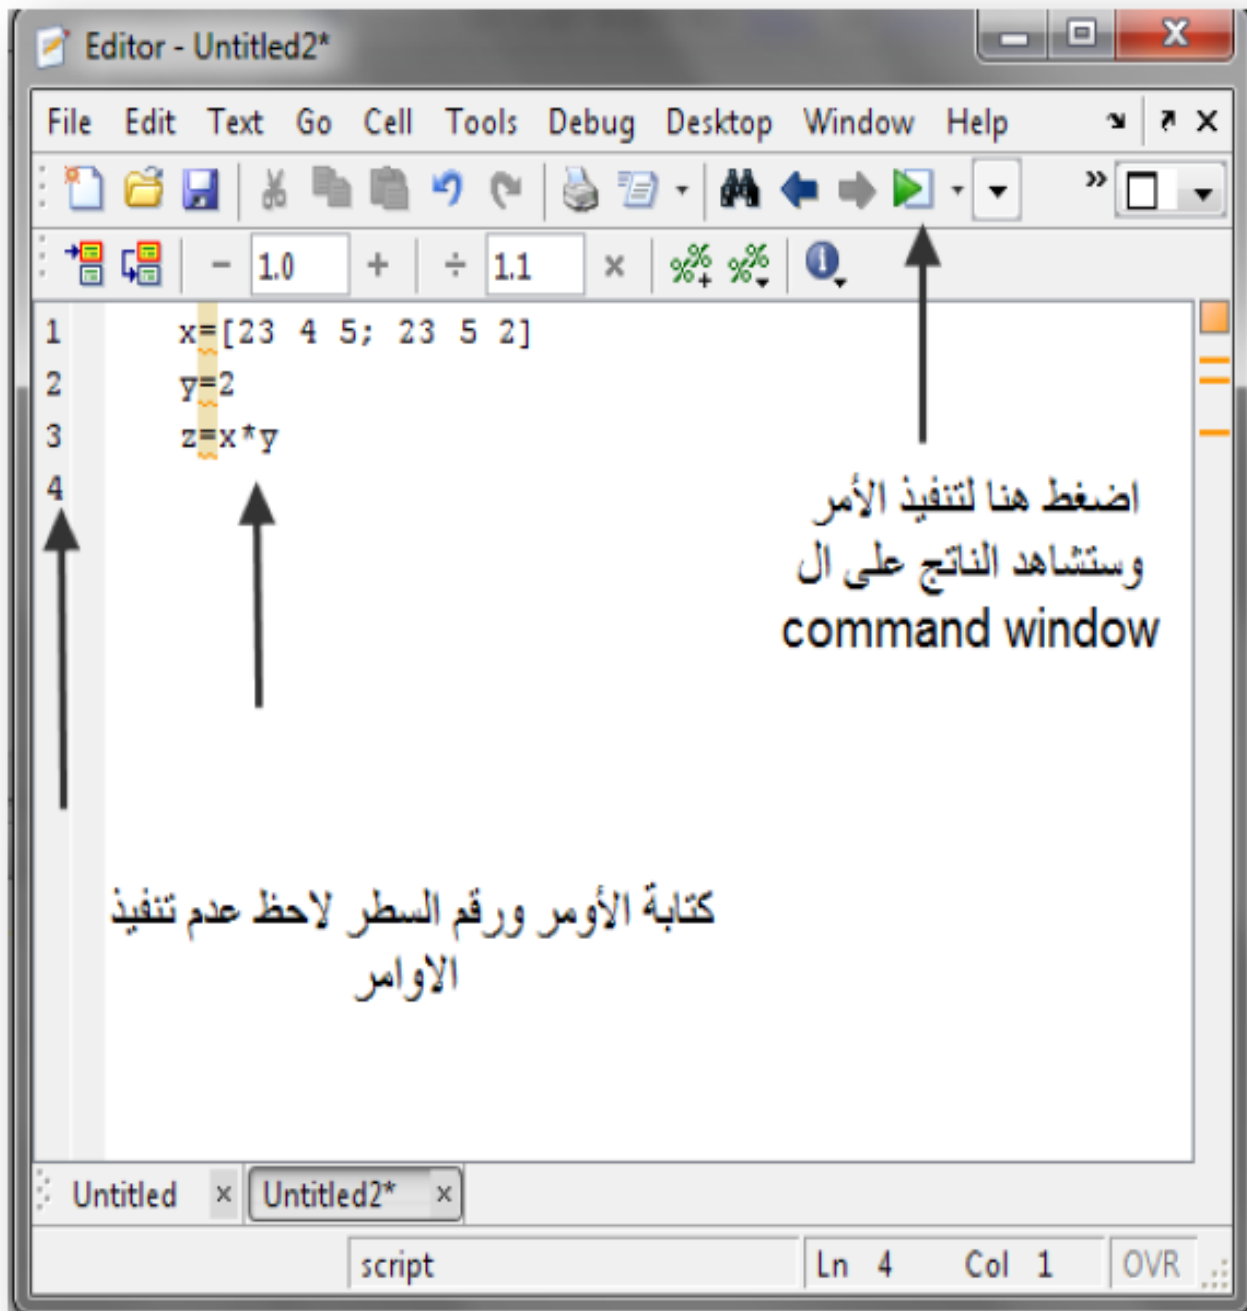 Editor - Untitled2*
File Edit Text Go Cell Tools Debug Desktop Window Help
- 1.0 + ÷ 1.1 ×
1 x=[23 4 5; 23 5 2]
2 y=2
3 z=x*y
4
اضغط هنا لتنفيذ الأمر
وستشاهد الناتج على ال
command window
كتابة الأومر ورقم السطر لاحظ عدم تنفيذ
الاوامر
Untitled × Untitled2* ×
script Ln 4 Col 1 OVR